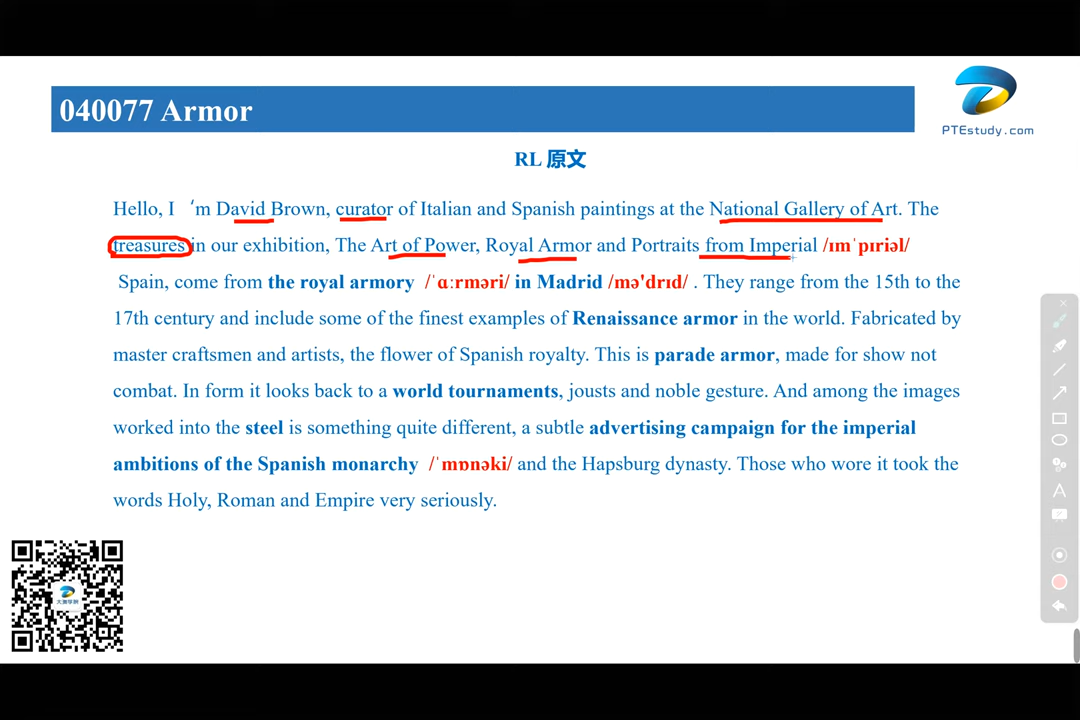 040077 Armor
PTEstudy.com
RL 原文
Hello, I ‘m David Brown, curator of Italian and Spanish paintings at the National Gallery of Art. The
treasures in our exhibition, The Art of Power, Royal Armor and Portraits from Imperial /ɪmˈpɪriəl/
Spain, come from the royal armory /ˈɑːrməri/ in Madrid /mə'drɪd/ . They range from the 15th to the
17th century and include some of the finest examples of Renaissance armor in the world. Fabricated by
master craftsmen and artists, the flower of Spanish royalty. This is parade armor, made for show not
combat. In form it looks back to a world tournaments, jousts and noble gesture. And among the images
worked into the steel is something quite different, a subtle advertising campaign for the imperial
ambitions of the Spanish monarchy /ˈmɒnəki/ and the Hapsburg dynasty. Those who wore it took the
words Holy, Roman and Empire very seriously.